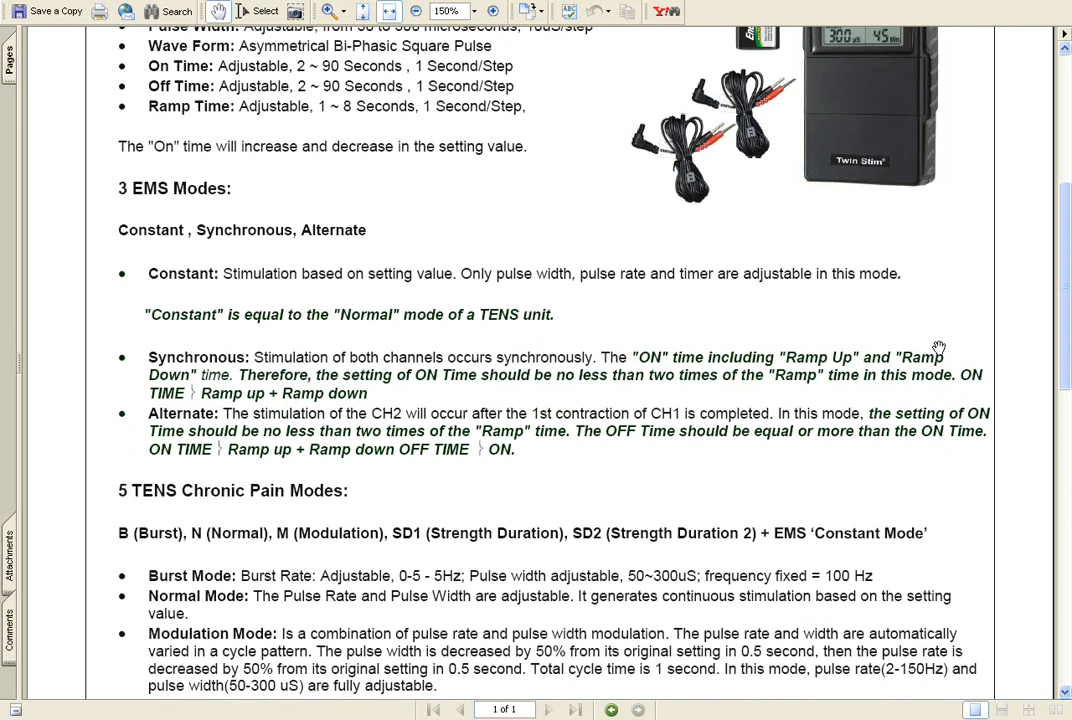 Save a Copy Search Select 150%
Pages
Pulse Width: Adjustable, from 50 to 300 microseconds, 10uS/step
Wave Form: Asymmetrical Bi-Phasic Square Pulse
On Time: Adjustable, 2 ~ 90 Seconds , 1 Second/Step
Off Time: Adjustable, 2 ~ 90 Seconds , 1 Second/Step
Ramp Time: Adjustable, 1 ~ 8 Seconds, 1 Second/Step,
300 uS 45 Min
B
B
Twin Stim
The "On" time will increase and decrease in the setting value.
3 EMS Modes:
Constant , Synchronous, Alternate
Constant: Stimulation based on setting value. Only pulse width, pulse rate and timer are adjustable in this mode.
"Constant" is equal to the "Normal" mode of a TENS unit.
Synchronous: Stimulation of both channels occurs synchronously. The "ON" time including "Ramp Up" and "Ramp
Down" time. Therefore, the setting of ON Time should be no less than two times of the "Ramp" time in this mode. ON
TIME Ramp up + Ramp down
Alternate: The stimulation of the CH2 will occur after the 1st contraction of CH1 is completed. In this mode, the setting of ON
Time should be no less than two times of the "Ramp" time. The OFF Time should be equal or more than the ON Time.
ON TIME Ramp up + Ramp down OFF TIME ON.
5 TENS Chronic Pain Modes:
B (Burst), N (Normal), M (Modulation), SD1 (Strength Duration), SD2 (Strength Duration 2) + EMS ‘Constant Mode’
Burst Mode: Burst Rate: Adjustable, 0-5 - 5Hz; Pulse width adjustable, 50~300uS; frequency fixed = 100 Hz
Normal Mode: The Pulse Rate and Pulse Width are adjustable. It generates continuous stimulation based on the setting
value.
Modulation Mode: Is a combination of pulse rate and pulse width modulation. The pulse rate and width are automatically
varied in a cycle pattern. The pulse width is decreased by 50% from its original setting in 0.5 second, then the pulse rate is
decreased by 50% from its original setting in 0.5 second. Total cycle time is 1 second. In this mode, pulse rate(2-150Hz) and
pulse width(50-300 uS) are fully adjustable.
Attachments
Comments
1 of 1